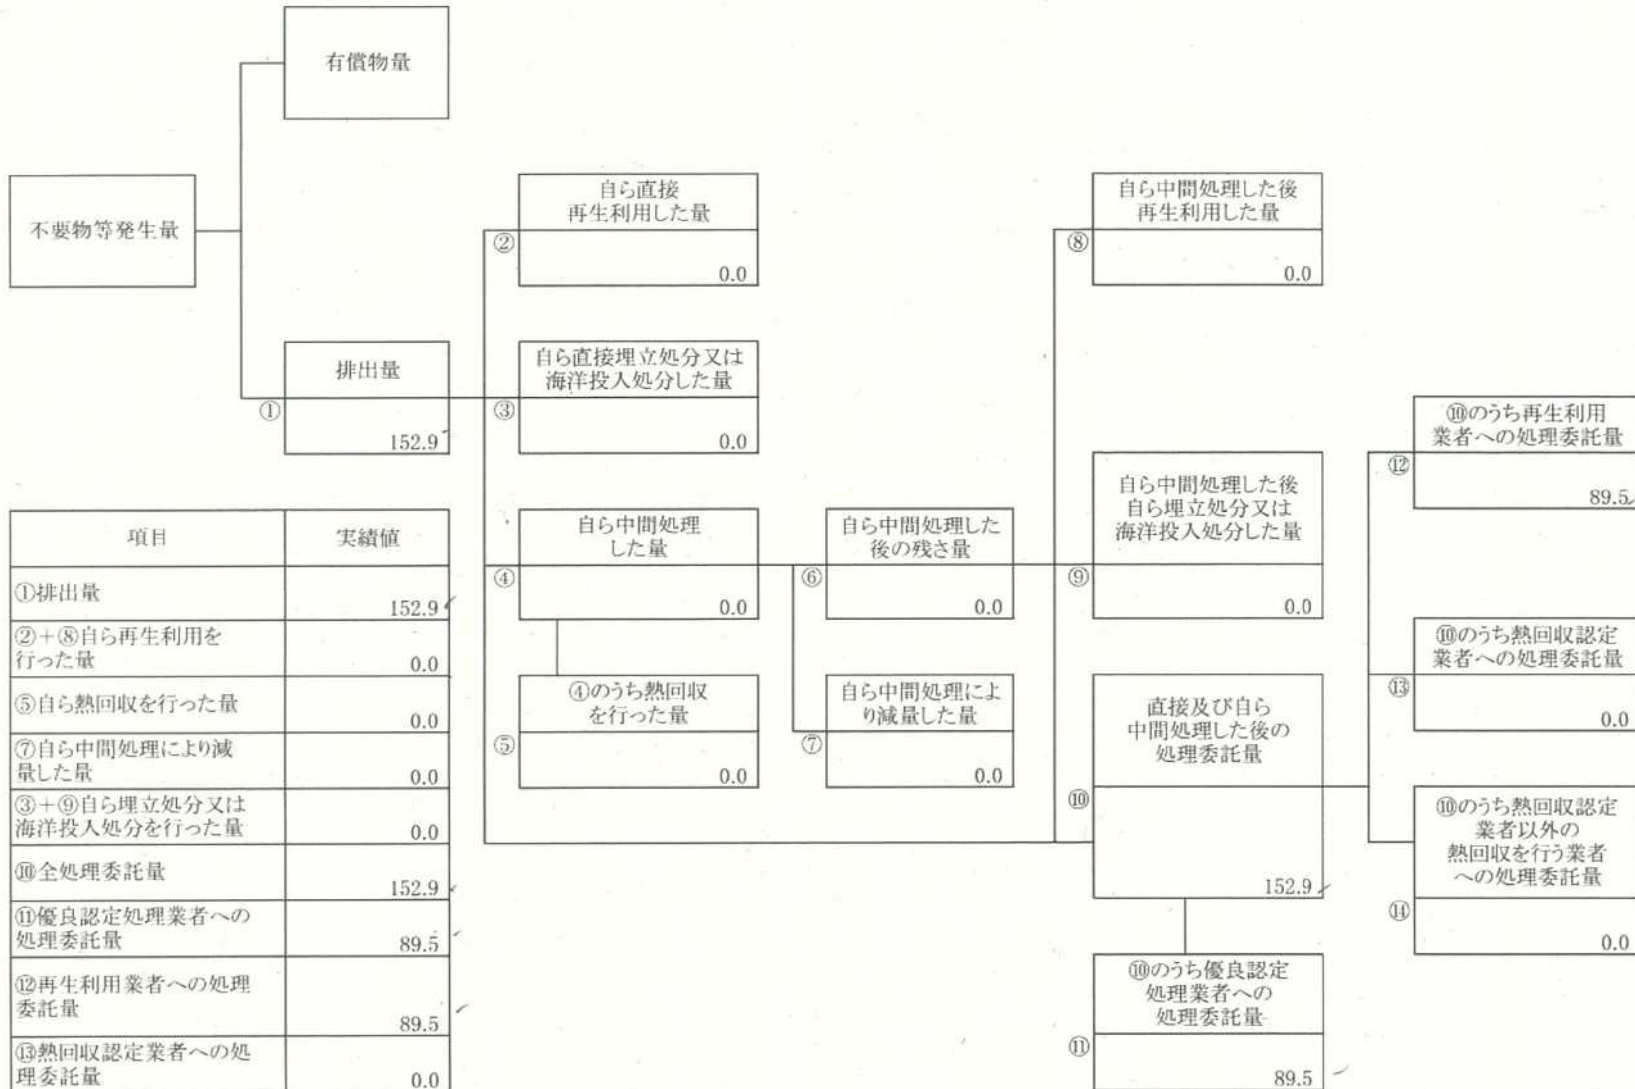 有償物量
不要物等発生量
自ら直接
再生利用した量
②
0.0
自ら中間処理した後
再生利用した量
⑧
0.0
排出量
①
152.9
自ら直接埋立処分又は
海洋投入処分した量
③
0.0
⑩のうち再生利用
業者への処理委託量
⑫
89.5
自ら中間処理
した量
④
0.0
自ら中間処理した
後の残さ量
⑥
0.0
自ら中間処理した後
自ら埋立処分又は
海洋投入処分した量
⑨
0.0
⑩のうち熱回収認定
業者への処理委託量
⑬
0.0
④のうち熱回収
を行った量
⑤
0.0
自ら中間処理によ
り減量した量
⑦
0.0
直接及び自ら
中間処理した後の
処理委託量
⑩
152.9
⑩のうち熱回収認定
業者以外の
熱回収を行う業者
への処理委託量
⑭
0.0
⑩のうち優良認定
処理業者への
処理委託量
⑪
89.5
項目 実績値
①排出量
152.9
②+⑧自ら再生利用を
行った量 0.0
⑤自ら熱回収を行った量
0.0
⑦自ら中間処理により減
量した量 0.0
③+⑨自ら埋立処分又は
海洋投入処分を行った量 0.0
⑩全処理委託量
152.9
⑪優良認定処理業者への
処理委託量 89.5
⑫再生利用業者への処理
委託量
89.5
⑬熱回収認定業者への処
理委託量 0.0